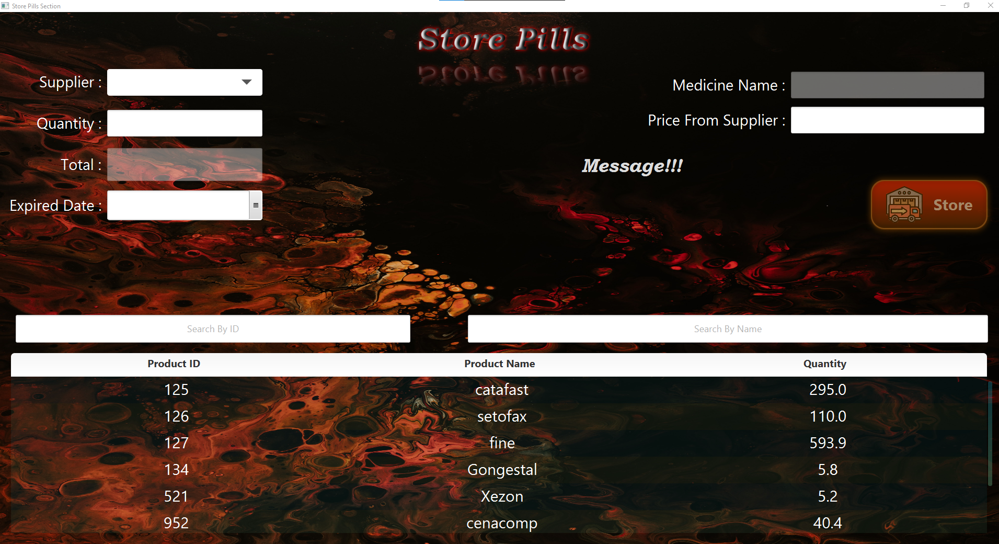 Store Pills Section
Store Pills
Store Pills
Supplier :
Medicine Name :
Quantity :
Price From Supplier :
Total :
Message!!!
Expired Date :
Store
Search By ID
Search By Name
Product ID Product Name Quantity
125 catafast 295.0
126 setofax 110.0
127 fine 593.9
134 Gongestal 5.8
521 Xezon 5.2
952 cenacomp 40.4